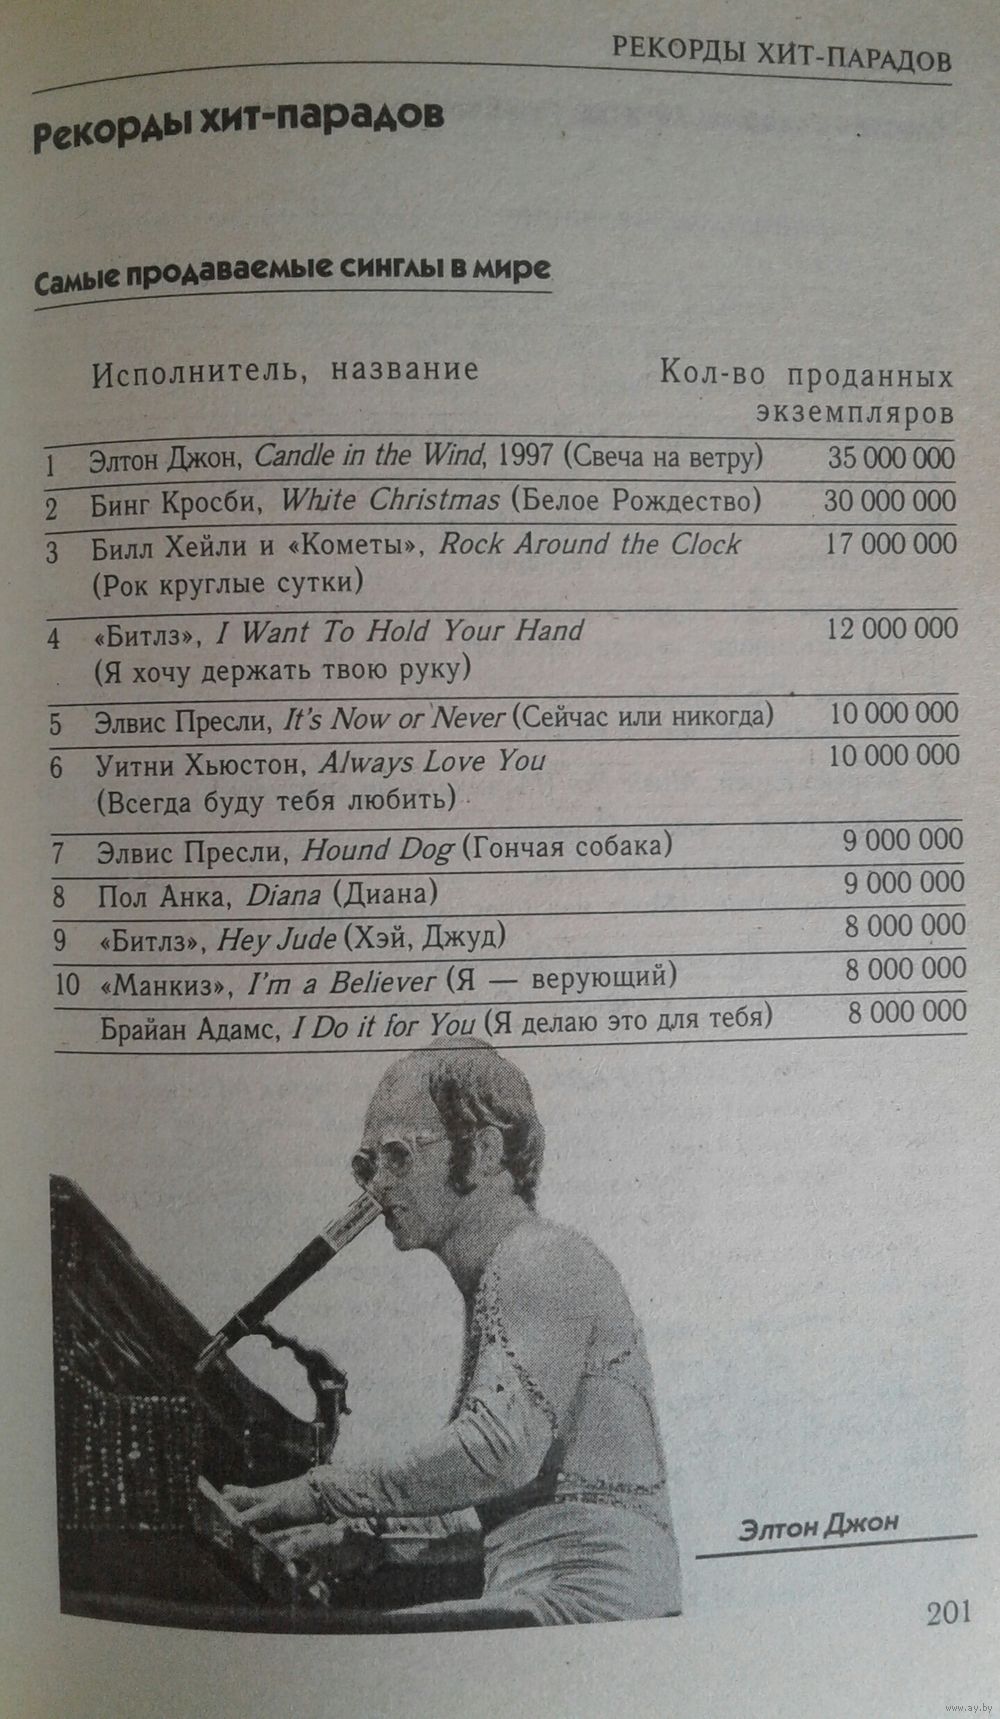 РЕКОРДЫ ХИТ-ПАРАДОВ
Рекорды хит-парадов
Самые продаваемые синглы в мире
Исполнитель, название Кол-во проданных
экземпляров
1 Элтон Джон, Candle in the Wind, 1997 (Свеча на ветру) 35 000 000
2 Бинг Кросби, White Christmas (Белое Рождество) 30 000 000
3 Билл Хейли и «Кометы», Rock Around the Clock 17 000 000
(Рок круглые сутки)
4 «Битлз», I Want To Hold Your Hand 12 000 000
(Я хочу держать твою руку)
5 Элвис Пресли, It's Now or Never (Сейчас или никогда) 10 000 000
6 Уитни Хьюстон, Always Love You 10 000 000
(Всегда буду тебя любить)
7 Элвис Пресли, Hound Dog (Гончая собака) 9 000 000
8 Пол Анка, Diana (Диана) 9 000 000
9 «Битлз», Hey Jude (Хэй, Джуд) 8 000 000
10 «Манкиз», I'm a Believer (Я — верующий) 8 000 000
Брайан Адамс, I Do it for You (Я делаю это для тебя) 8 000 000
Элтон Джон
201
www.ay.by